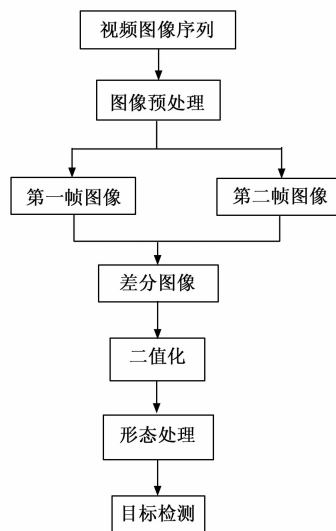 视频图像序列
图像预处理
第一帧图像
第二帧图像
差分图像
二值化
形态处理
目标检测